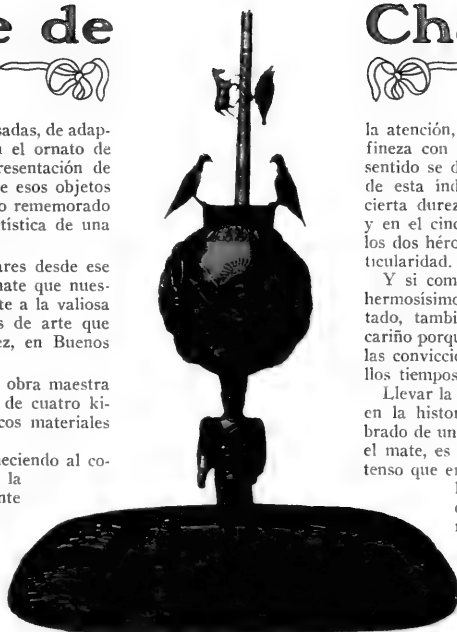 e de
Ch
sadas, de adap-
el ornato de
resentación de
e esos objetos
o rememorado
tística de una
ares desde ese
mate que nues-
te a la valiosa
s de arte que
ez, en Buenos
obra maestra
de cuatro ki-
cos materiales
neciendo al co-
la
nte
la atención,
fineza con
sentido se d
de esta ind
cierta durez
y en el cinc
los dos héro
ticularidad.
Y si com
hermosísimo
tado, tambié
cariño porqu
las convicció
llos tiempos
Llevar la
en la histor
brado de un
el mate, es
tenso que en